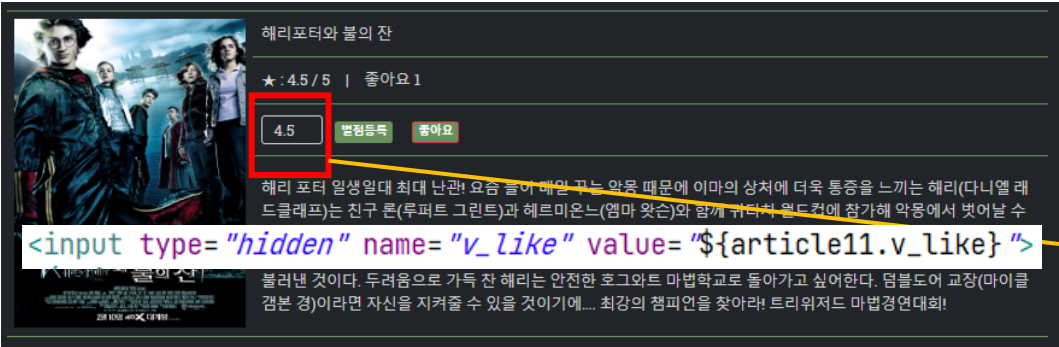 해리포터와 불의 잔
★ : 4.5 / 5 | 좋아요 1
4.5 별점등록 좋아요
해리 포터 일생일대 최대 난관! 요즘 들어 매일 꾸는 악몽 때문에 이마의 상처에 더욱 통증을 느끼는 해리(다니엘 래
드클래프)는 친구 론(루퍼트 그린트)과 헤르미온느(엠마 왓슨)와 함께 퀴디치 월드컵에 참가해 악몽에서 벗어날 수
<input type="hidden" name="v_like" value="${article11.v_like}">
불의 잔
불러낸 것이다. 두려움으로 가득 찬 해리는 안전한 호그와트 마법학교로 돌아가고 싶어한다. 덤블도어 교장(마이클
갬본 경)이라면 자신을 지켜줄 수 있을 것이기에.... 최강의 챔피언을 찾아라! 트리위저드 마법경연대회!